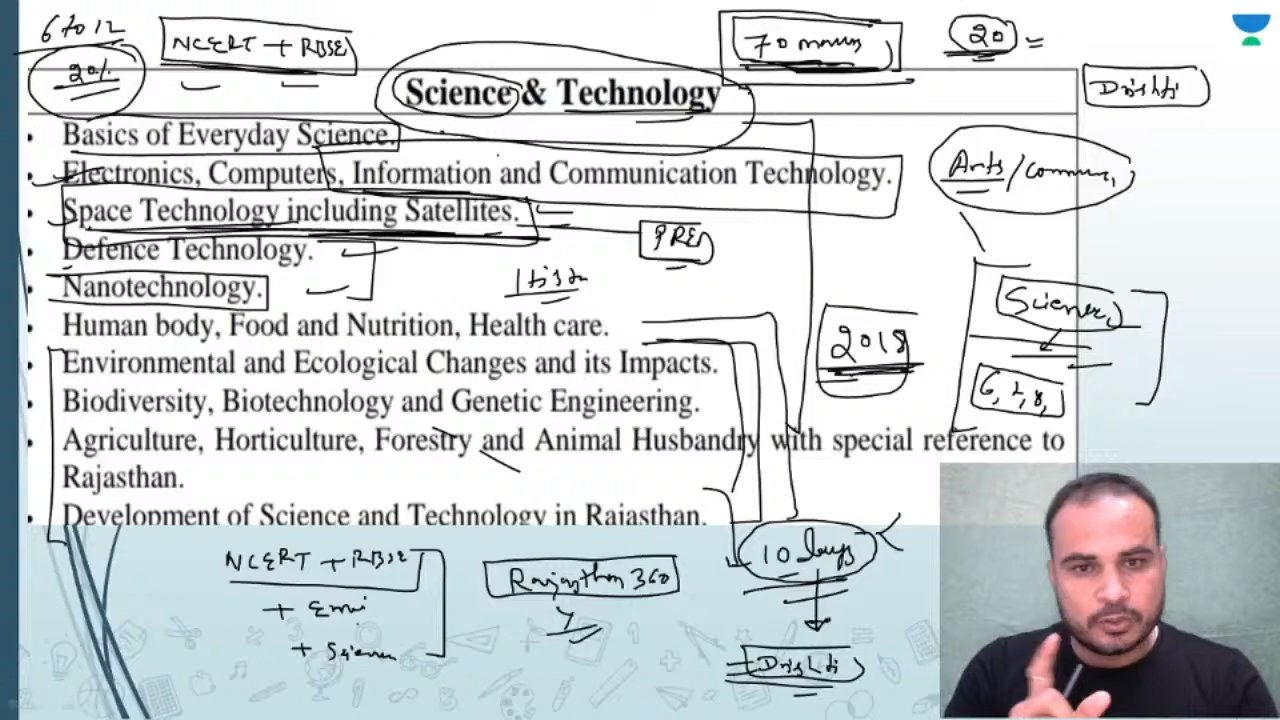 6 to 12
NCERT + RBSE
70 marks
20 =
20%
Science & Technology
Drishti
• Basics of Everyday Science.
• Electronics, Computers, Information and Communication Technology.
Arts/commerce,
• Space Technology including Satellites.
PRE
• Defence Technology.
• Nanotechnology.
Science,
• Human body, Food and Nutrition, Health care.
2018
• Environmental and Ecological Changes and its Impacts.
6, 7, 8,
• Biodiversity, Biotechnology and Genetic Engineering.
• Agriculture, Horticulture, Forestry and Animal Husbandry with special reference to
Rajasthan.
• Development of Science and Technology in Rajasthan.
NCERT + RBSE
10 days
Rajasthan 360
+ Envi
+ Science
Drishti